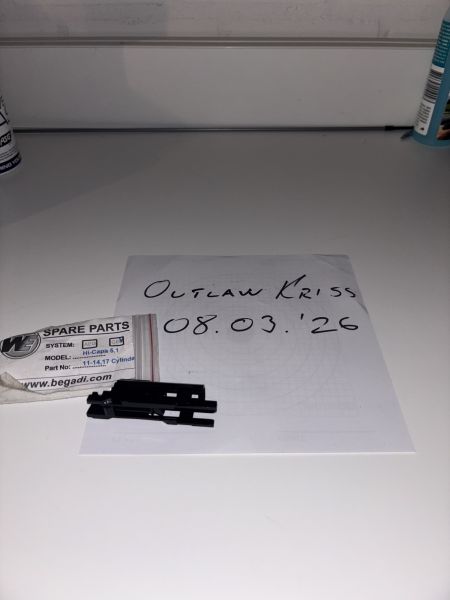 Outlaw Kriss
08.03.'26
WE
SPARE PARTS
SYSTEM:
MODEL: Hi-Capa 5,1
Part No: 11-14,17 Cylinde
www.begadi.com